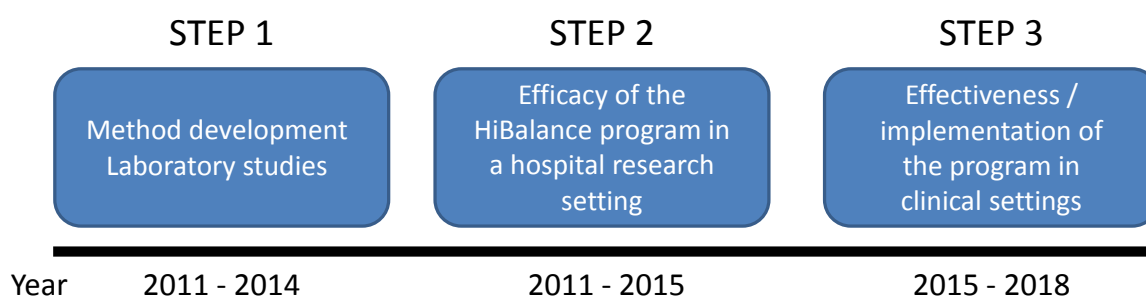 STEP 1
STEP 2
STEP 3
Method development
Laboratory studies
Efficacy of the
HiBalance program in
a hospital research
setting
Effectiveness /
implementation of
the program in
clinical settings
Year
2011 - 2014
2011 - 2015
2015 - 2018